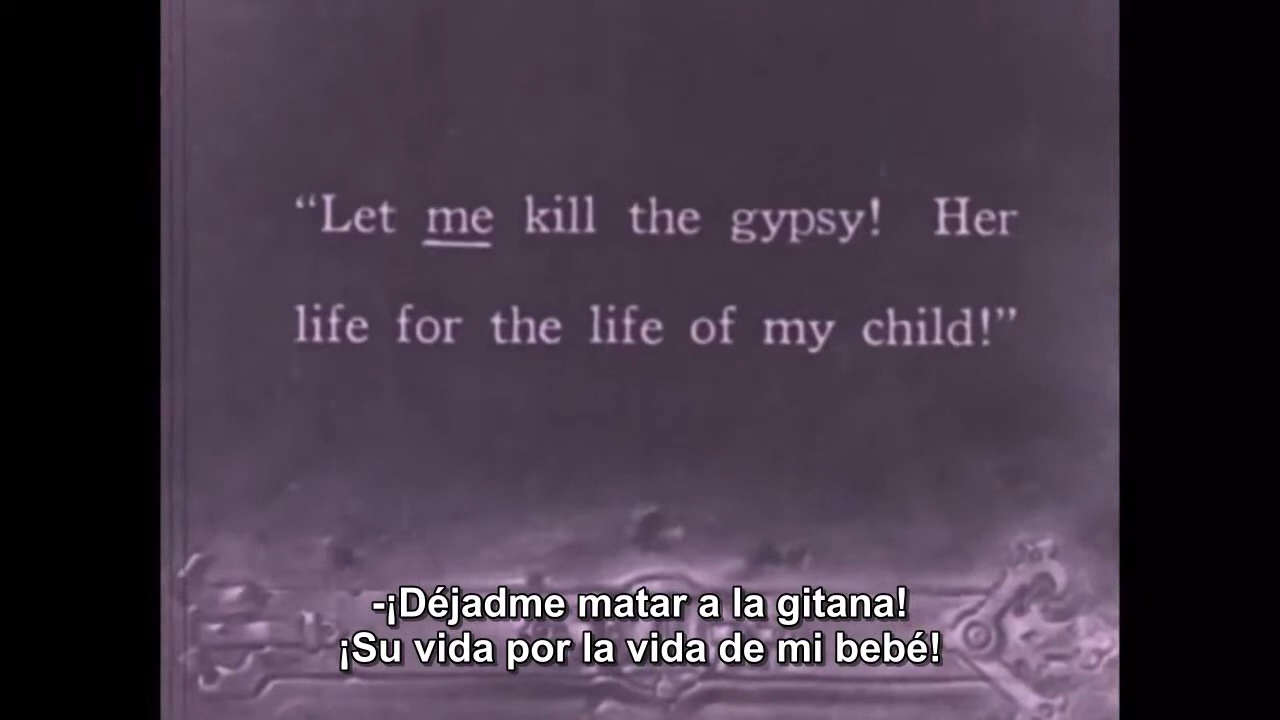 “Let me kill the gypsy! Her
life for the life of my child!”
-¡Déjadme matar a la gitana!
¡Su vida por la vida de mi bebé!